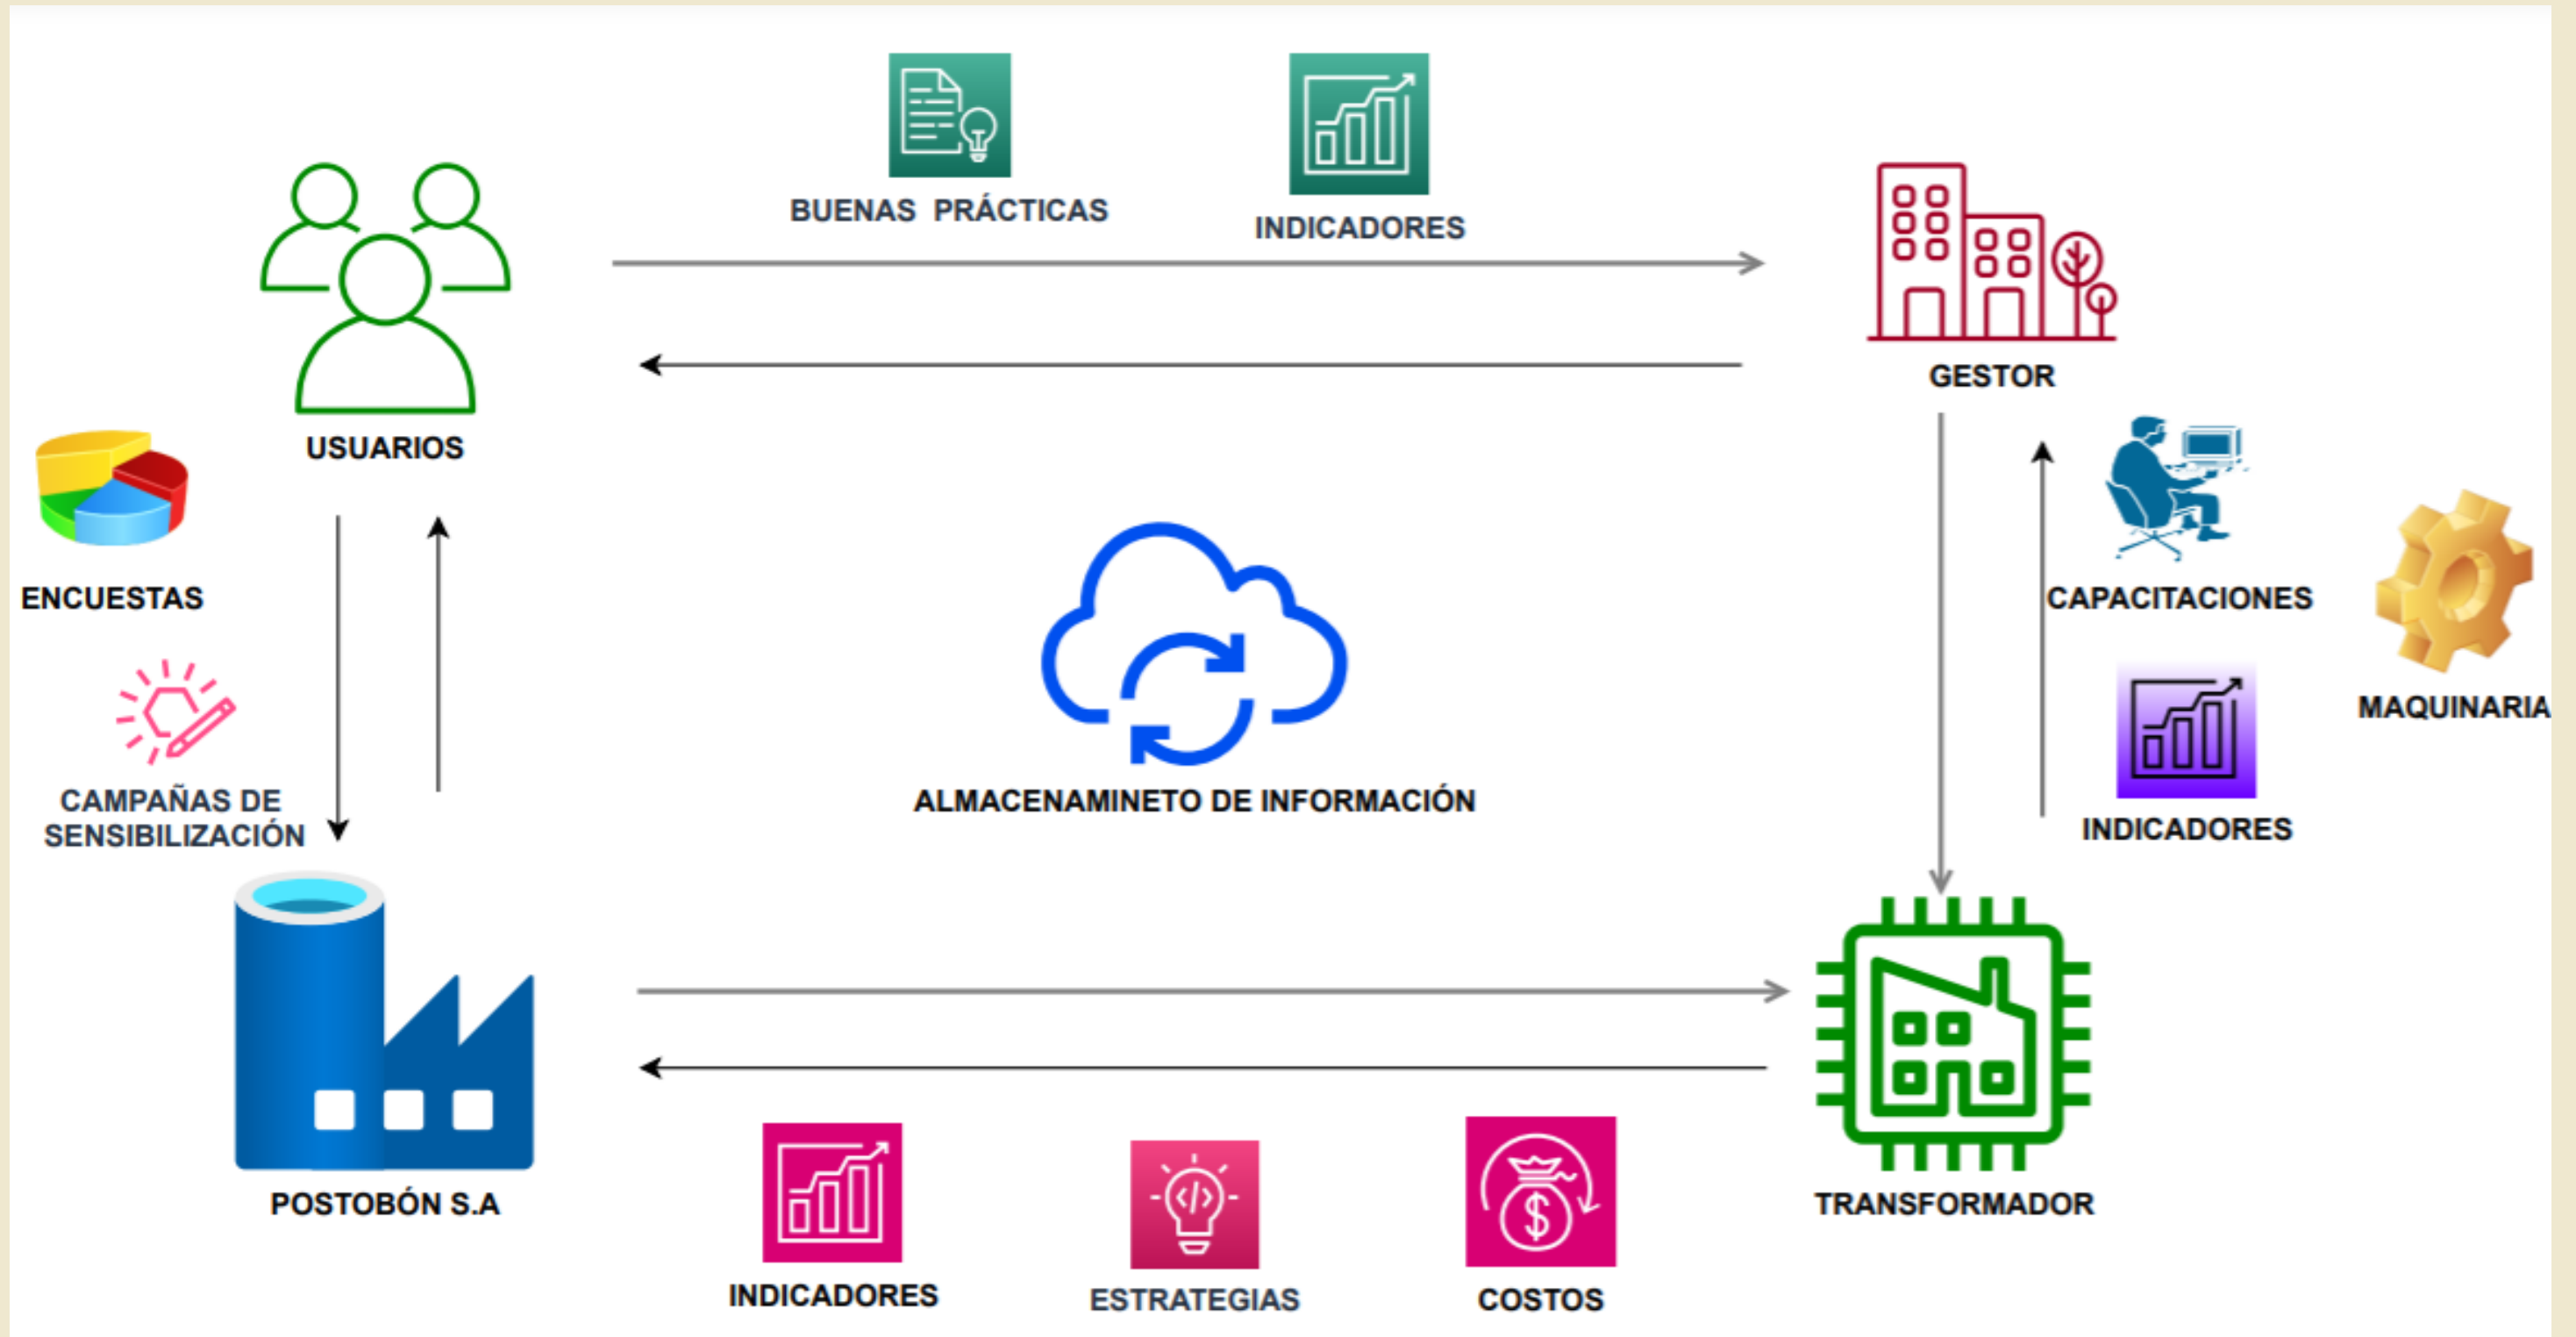 BUENAS PRÁCTICAS
INDICADORES
GESTOR
USUARIOS
ENCUESTAS
CAPACITACIONES
MAQUINARIA
CAMPAÑAS DE
SENSIBILIZACIÓN
ALMACENAMINETO DE INFORMACIÓN
INDICADORES
POSTOBÓN S.A
TRANSFORMADOR
INDICADORES
ESTRATEGIAS
COSTOS